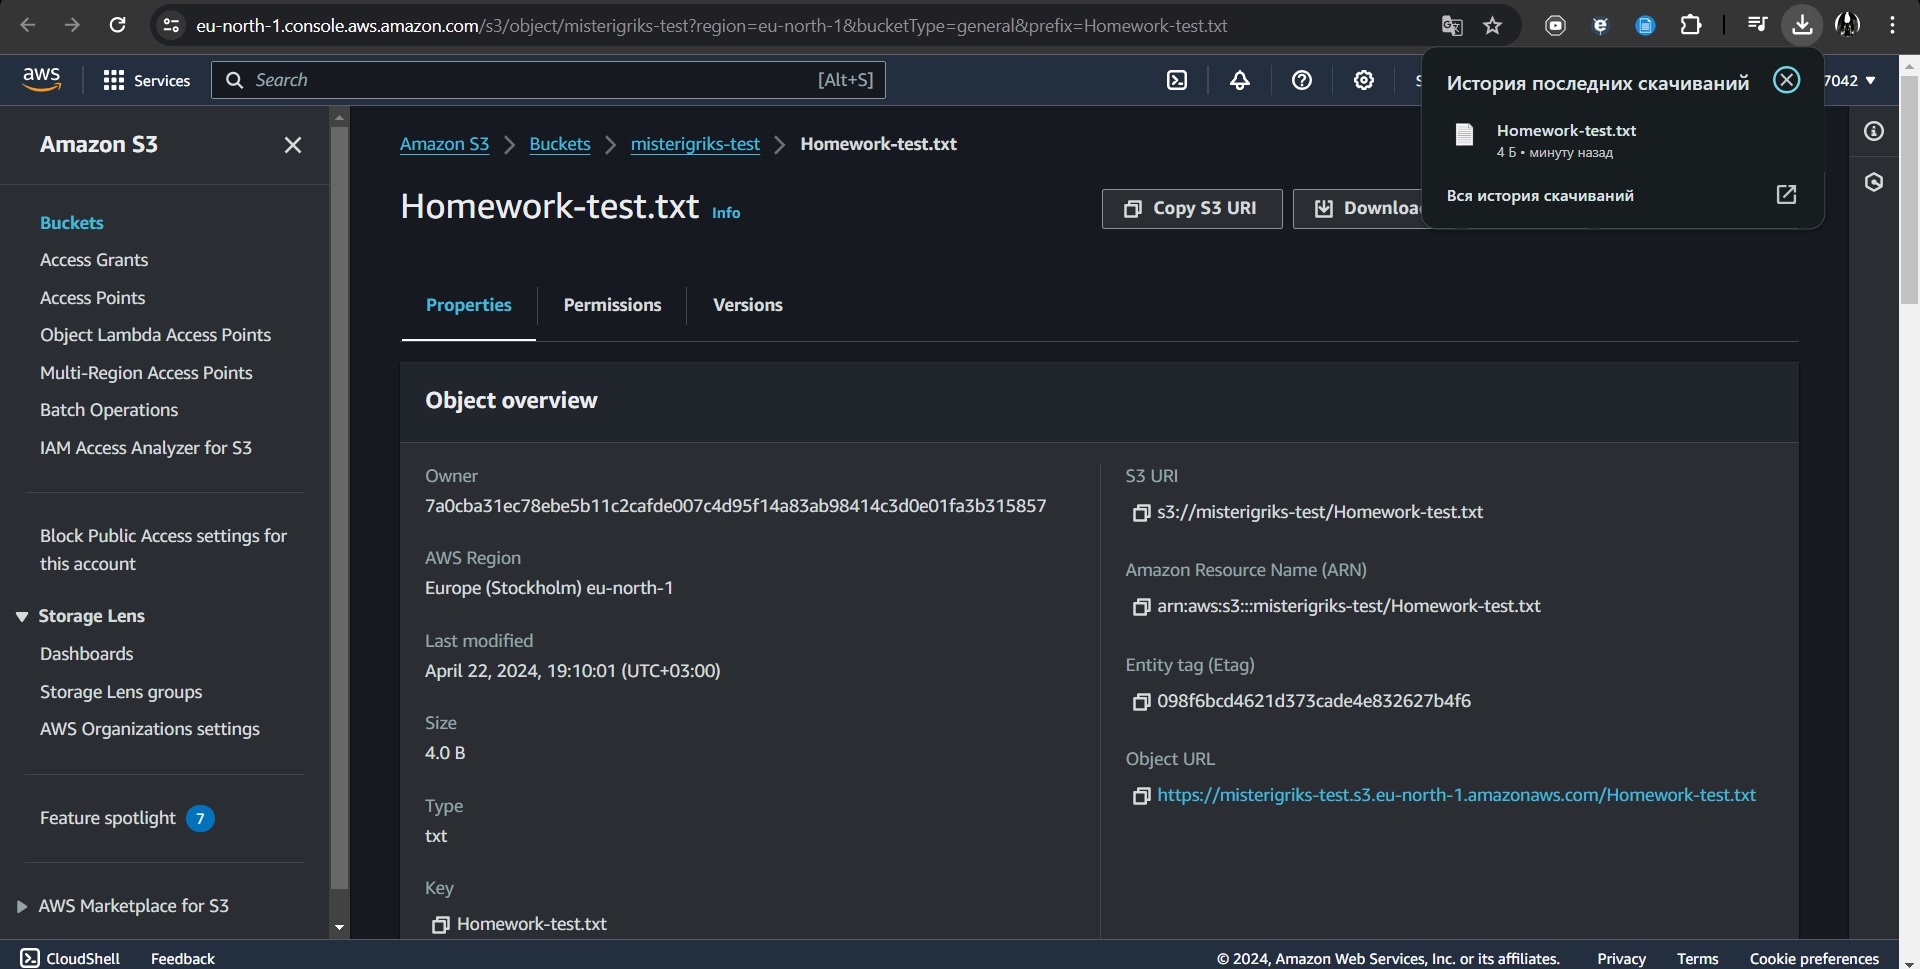 eu-north-1.console.aws.amazon.com/s3/object/misterigriks-test?region=eu-north-1&bucketType=general&prefix=Homework-test.txt
aws
Services
Search
[Alt+S]
7042
История последних скачиваний
Homework-test.txt
4 Б • минуту назад
Вся история скачиваний
Amazon S3
Buckets
Access Grants
Access Points
Object Lambda Access Points
Multi-Region Access Points
Batch Operations
IAM Access Analyzer for S3
Block Public Access settings for
this account
Storage Lens
Dashboards
Storage Lens groups
AWS Organizations settings
Feature spotlight 7
AWS Marketplace for S3
Amazon S3 > Buckets > misterigriks-test > Homework-test.txt
Homework-test.txt Info
Copy S3 URI
Properties
Permissions
Versions
Object overview
Owner
7a0cba31ec78ebe5b11c2cafde007c4d95f14a83ab98414c3d0e01fa3b315857
AWS Region
Europe (Stockholm) eu-north-1
Last modified
April 22, 2024, 19:10:01 (UTC+03:00)
Size
4.0 B
Type
txt
Key
Homework-test.txt
S3 URI
s3://misterigriks-test/Homework-test.txt
Amazon Resource Name (ARN)
arn:aws:s3:::misterigriks-test/Homework-test.txt
Entity tag (Etag)
098f6bcd4621d373cade4e832627b4f6
Object URL
https://misterigriks-test.s3.eu-north-1.amazonaws.com/Homework-test.txt
CloudShell
Feedback
© 2024, Amazon Web Services, Inc. or its affiliates.
Privacy
Terms
Cookie preferences